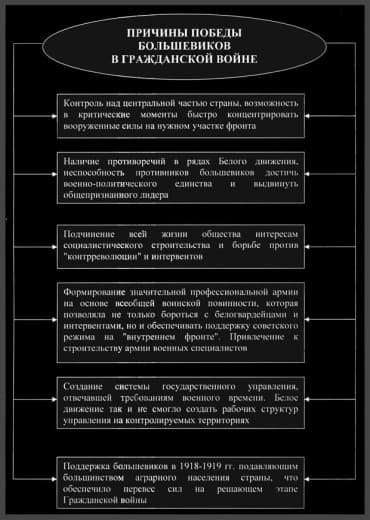 ПРИЧИНЫ ПОБЕДЫ
БОЛЬШЕВИКОВ
В ГРАЖДАНСКОЙ ВОЙНЕ
Контроль над центральной частью страны, возможность
в критические моменты быстро концентрировать
вооруженные силы на нужном участке фронта
Наличие противоречий в рядах Белого движения,
неспособность противников большевиков достичь
военно-политического единства и выдвинуть
общепризнанного лидера
Подчинение всей жизни общества интересам
социалистического строительства и борьбе против
"контрреволюции" и интервентов
Формирование значительной профессиональной армии
на основе всеобщей воинской повинности, которая
позволяла не только бороться с белогвардейцами и
интервентами, но и обеспечивать поддержку советского
режима на "внутреннем фронте". Привлечение к
строительству армии военных специалистов
Создание системы государственного управления,
отвечавшей требованиям военного времени. Белое
движение так и не смогло создать рабочих структур
управления на контролируемых территориях
Поддержка большевиков в 1918-1919 гг. подавляющим
большинством аграрного населения страны, что
обеспечило перевес сил на решающем этапе
Гражданской войны